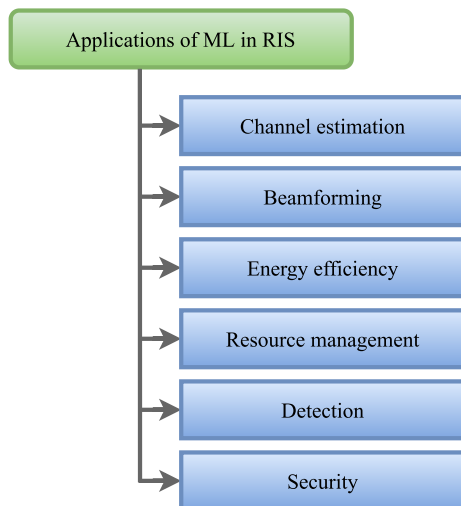 Applications of ML in RIS
Channel estimation
Beamforming
Energy efficiency
Resource management
Detection
Security